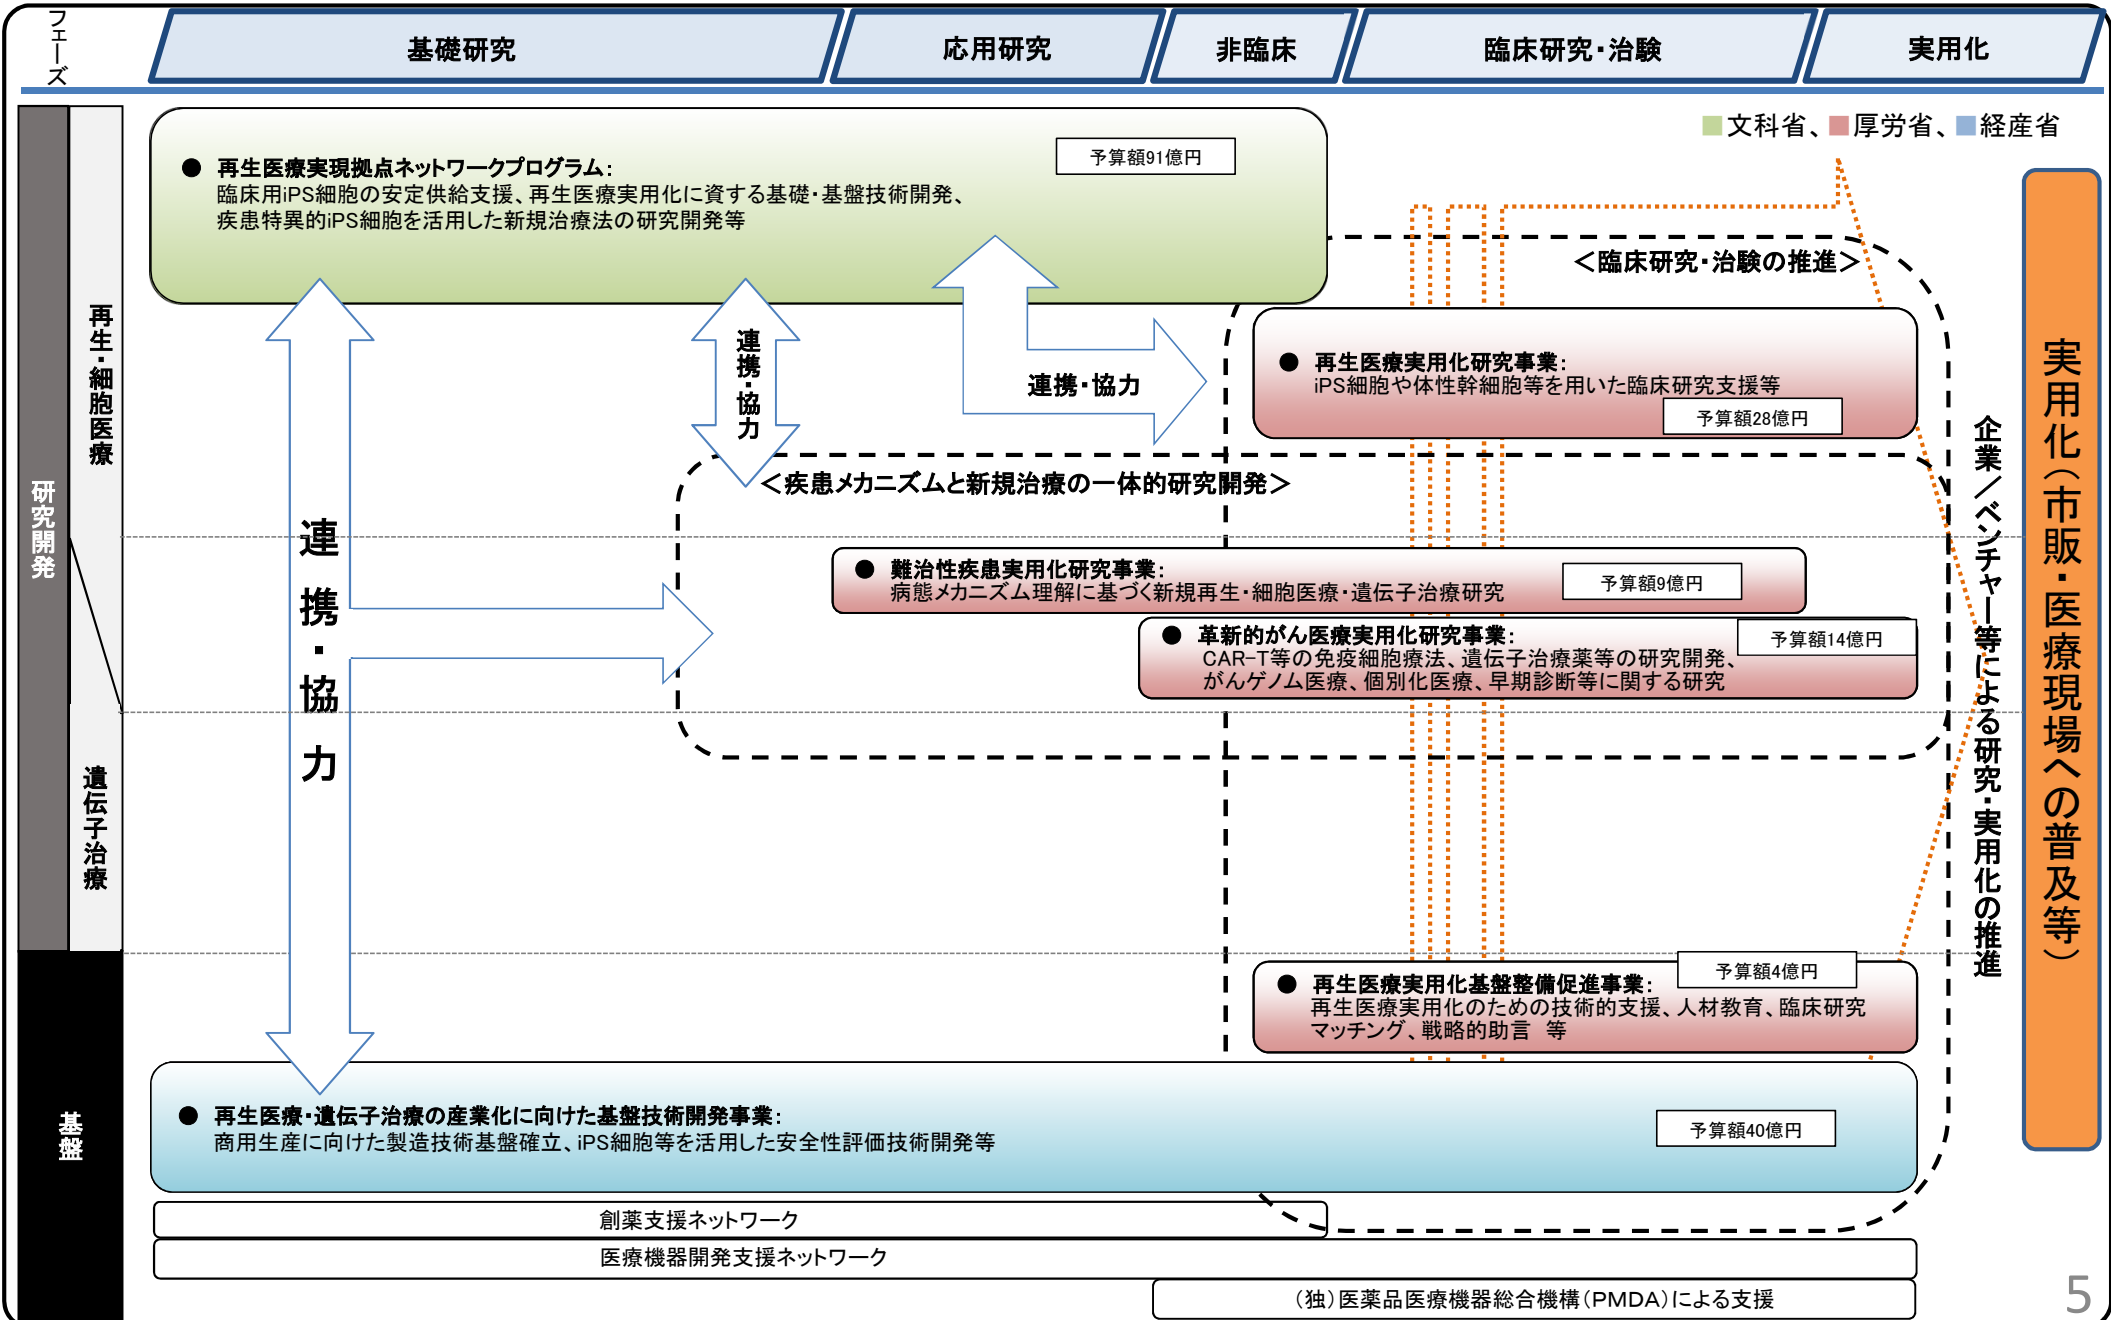 フェーズ
基礎研究
応用研究
非臨床
臨床研究・治験
実用化
■文科省、■厚労省、■経産省
研究開発
再生・細胞医療
遺伝子治療
基盤
● 再生医療実現拠点ネットワークプログラム：
臨床用iPS細胞の安定供給支援、再生医療実用化に資する基礎・基盤技術開発、
疾患特異的iPS細胞を活用した新規治療法の研究開発等
予算額91億円
＜臨床研究・治験の推進＞
● 再生医療実用化研究事業：
iPS細胞や体性幹細胞等を用いた臨床研究支援等
予算額28億円
連携・協力
連携・協力
連携・協力
＜疾患メカニズムと新規治療の一体的研究開発＞
● 難治性疾患実用化研究事業：
病態メカニズム理解に基づく新規再生・細胞医療・遺伝子治療研究
予算額9億円
● 革新的がん医療実用化研究事業：
CAR-T等の免疫細胞療法、遺伝子治療薬等の研究開発、
がんゲノム医療、個別化医療、早期診断等に関する研究
予算額14億円
● 再生医療実用化基盤整備促進事業：
再生医療実用化のための技術的支援、人材教育、臨床研究
マッチング、戦略的助言 等
予算額4億円
● 再生医療・遺伝子治療の産業化に向けた基盤技術開発事業：
商用生産に向けた製造技術基盤確立、iPS細胞等を活用した安全性評価技術開発等
予算額40億円
企業／ベンチャー等による研究・実用化の推進
実用化（市販・医療現場への普及等）
創薬支援ネットワーク
医療機器開発支援ネットワーク
（独）医薬品医療機器総合機構（PMDA）による支援
5